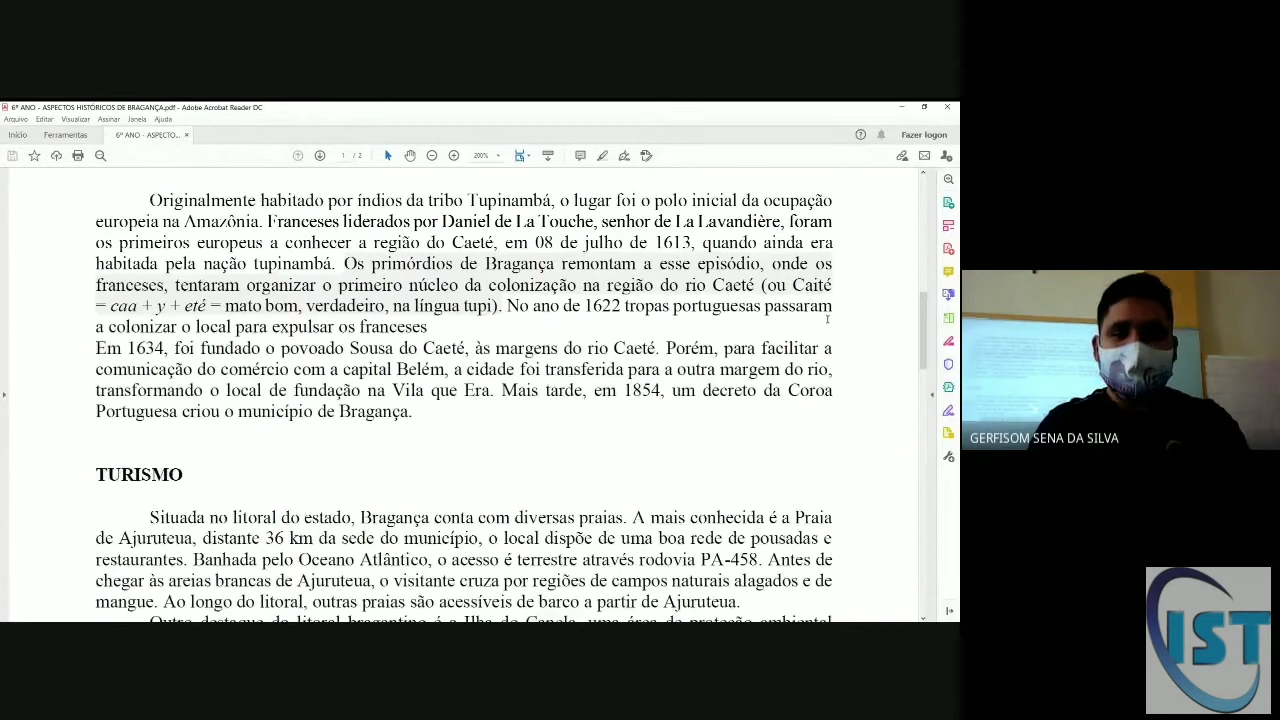 6º ANO - ASPECTOS HISTÓRICOS DE BRAGANÇA.pdf - Adobe Acrobat Reader DC
Arquivo Editar Visualizar Assinar Janela Ajuda
Início Ferramentas 6º ANO - ASPECTO... × Fazer logon
1 / 2 200%
Originalmente habitado por índios da tribo Tupinambá, o lugar foi o polo inicial da ocupação
europeia na Amazônia. Franceses liderados por Daniel de La Touche, senhor de La Lavandière, foram
os primeiros europeus a conhecer a região do Caeté, em 08 de julho de 1613, quando ainda era
habitada pela nação tupinambá. Os primórdios de Bragança remontam a esse episódio, onde os
franceses, tentaram organizar o primeiro núcleo da colonização na região do rio Caeté (ou Caité
= caa + y + eté = mato bom, verdadeiro, na língua tupi). No ano de 1622 tropas portuguesas passaram
a colonizar o local para expulsar os franceses
Em 1634, foi fundado o povoado Sousa do Caeté, às margens do rio Caeté. Porém, para facilitar a
comunicação do comércio com a capital Belém, a cidade foi transferida para a outra margem do rio,
transformando o local de fundação na Vila que Era. Mais tarde, em 1854, um decreto da Coroa
Portuguesa criou o município de Bragança.
TURISMO
Situada no litoral do estado, Bragança conta com diversas praias. A mais conhecida é a Praia
de Ajuruteua, distante 36 km da sede do município, o local dispõe de uma boa rede de pousadas e
restaurantes. Banhada pelo Oceano Atlântico, o acesso é terrestre através rodovia PA-458. Antes de
chegar às areias brancas de Ajuruteua, o visitante cruza por regiões de campos naturais alagados e de
mangue. Ao longo do litoral, outras praias são acessíveis de barco a partir de Ajuruteua.
Outro destaque do litoral bragantino é a Ilha do Canela, uma área de proteção ambiental
GERFISOM SENA DA SILVA
IST